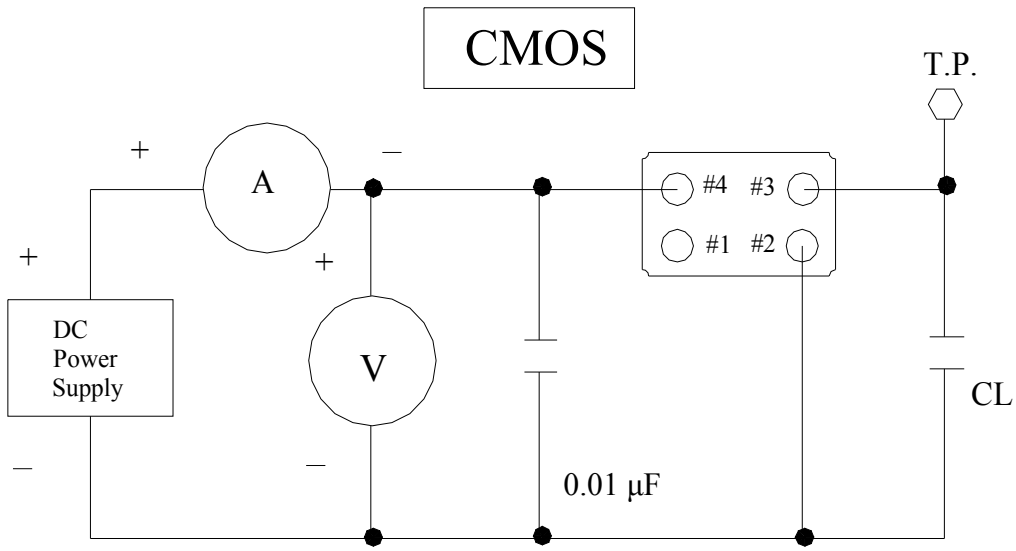 CMOS
T.P.
+
A
−
#4 #3
#1 #2
+
+
DC
Power
Supply
V
CL
−
−
0.01 µF